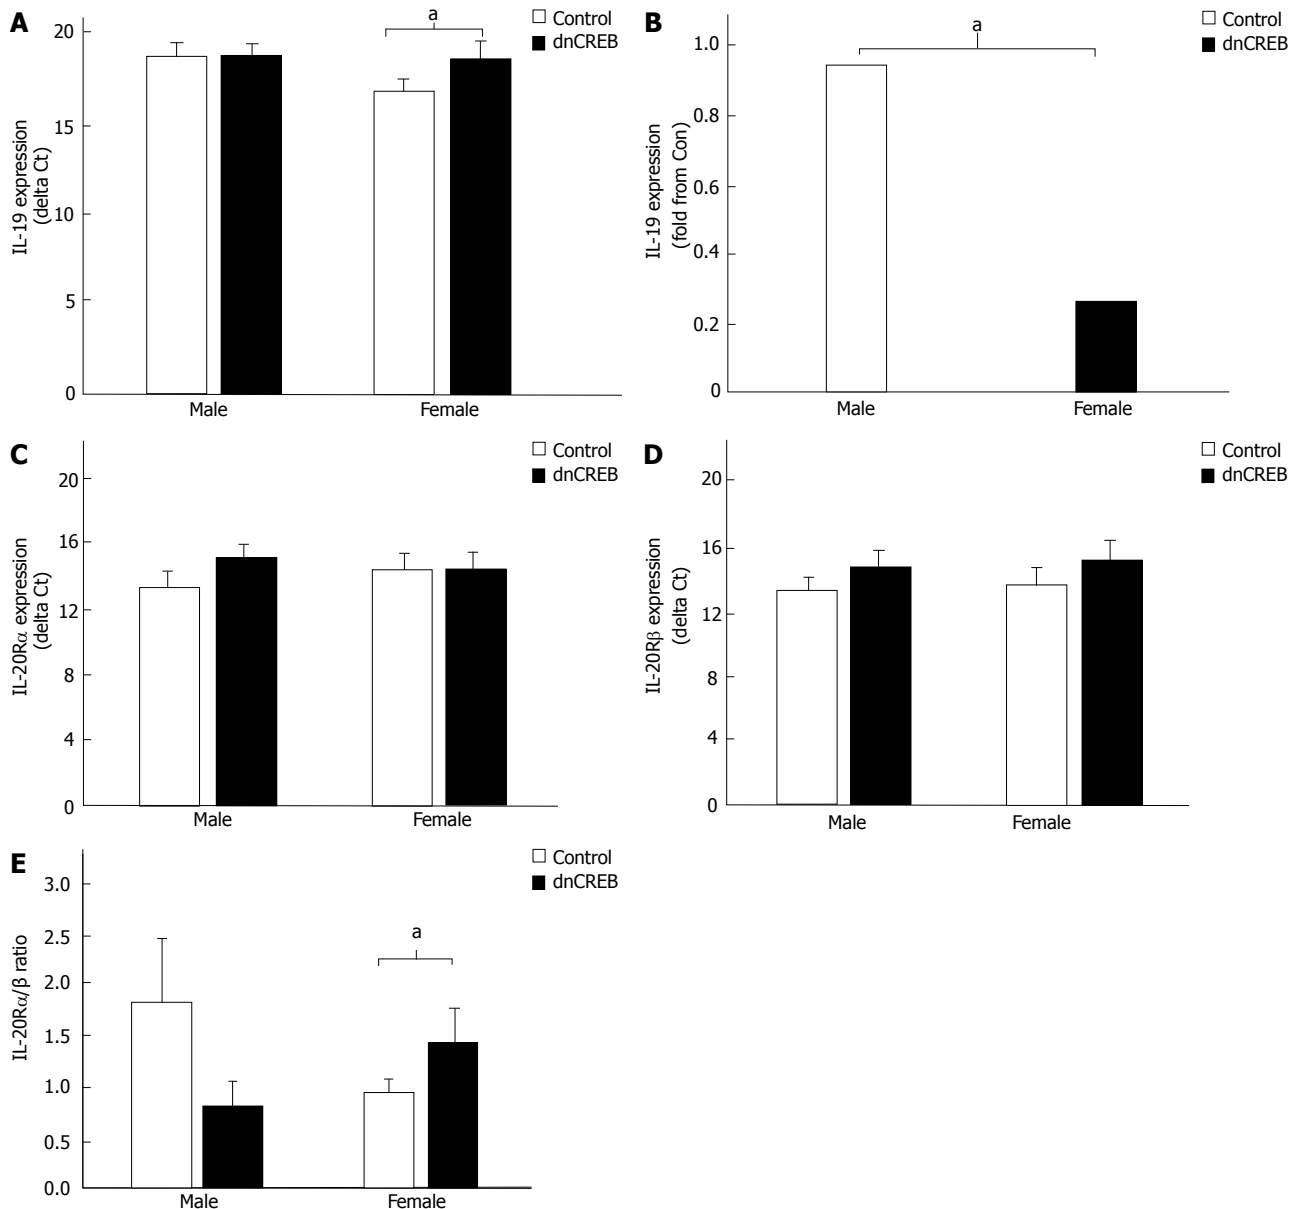 A
IL-19 expression
(delta Ct)
20
15
10
5
0
a
Male
Female
Control
dnCREB
B
IL-19 expression
(fold from Con)
1.0
0.8
0.6
0.4
0.2
0
a
Male
Female
Control
dnCREB
C
IL-20Rα expression
(delta Ct)
20
16
12
8
4
0
Male
Female
Control
dnCREB
D
IL-20Rβ expression
(delta Ct)
20
16
12
8
4
0
Male
Female
Control
dnCREB
E
IL-20Rα/β ratio
3.0
2.5
2.0
1.5
1.0
0.5
0.0
a
Male
Female
Control
dnCREB